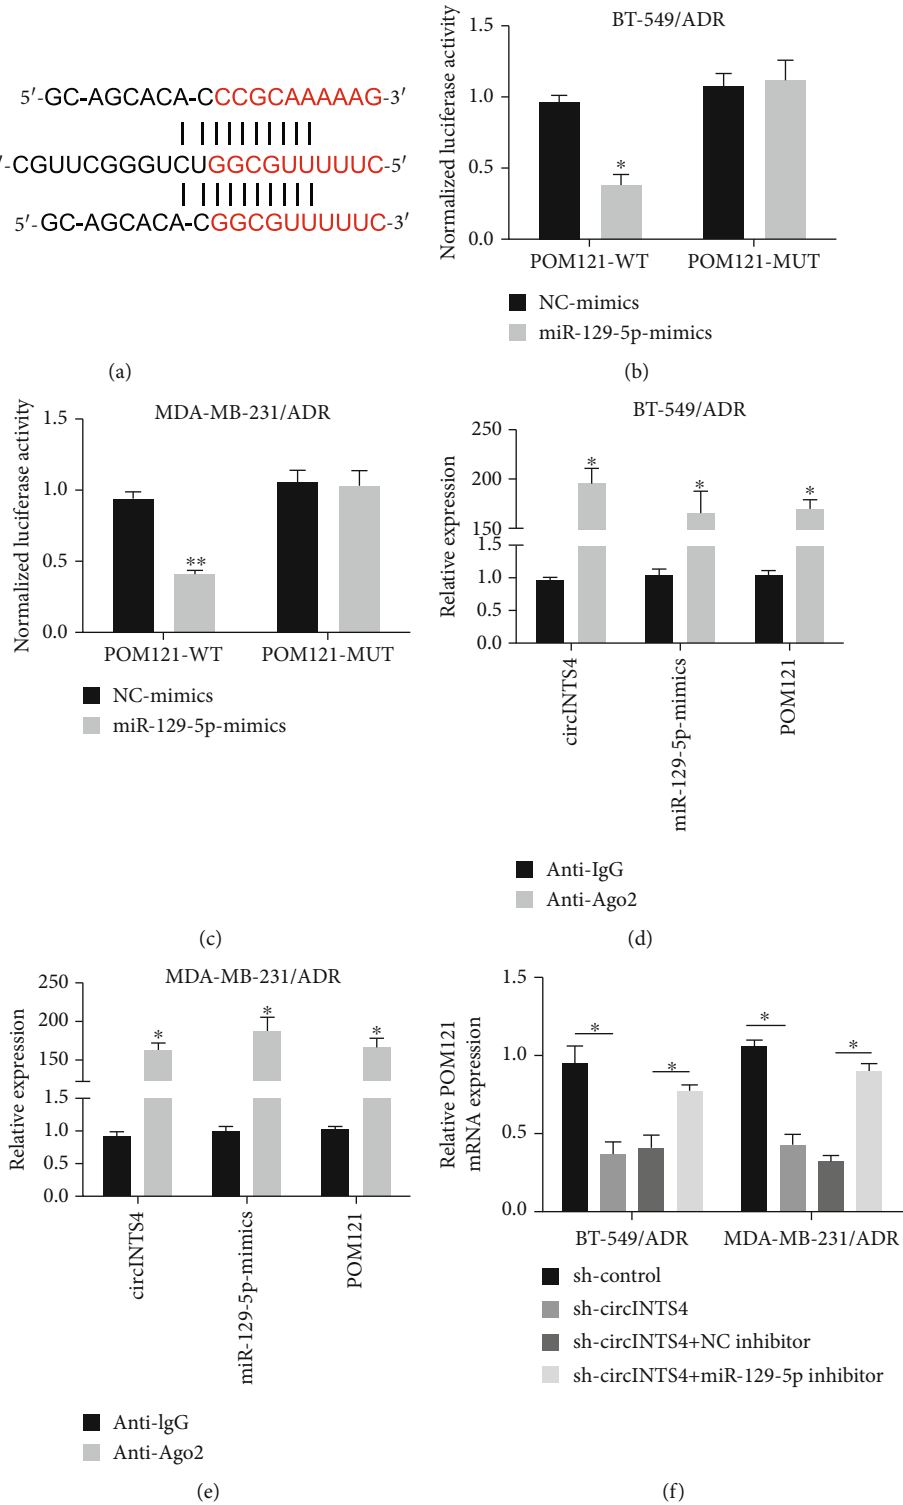 5′-GC-AGCACA-CCCGCAAAAAG-3′
′-CGUUCGGGUCUGGCGUUUUUC-5′
5′-GC-AGCACA-CGGCGUUUUUC-3′
(a)
BT-549/ADR
Normalized luciferase activity
1.5
1.0
0.5
0.0
*
POM121-WT
POM121-MUT
NC-mimics
miR-129-5p-mimics
(b)
MDA-MB-231/ADR
Normalized luciferase activity
1.5
1.0
0.5
0.0
**
POM121-WT
POM121-MUT
NC-mimics
miR-129-5p-mimics
(c)
BT-549/ADR
Relative expression
250
200
150
1.5
1.0
0.5
0.0
*
*
*
circINTS4
miR-129-5p-mimics
POM121
Anti-IgG
Anti-Ago2
(d)
MDA-MB-231/ADR
Relative expression
250
200
150
1.5
1.0
0.5
0.0
*
*
*
circINTS4
miR-129-5p-mimics
POM121
Anti-lgG
Anti-Ago2
(e)
Relative POM121
mRNA expression
1.5
1.0
0.5
0.0
*
*
*
*
BT-549/ADR
MDA-MB-231/ADR
sh-control
sh-circINTS4
sh-circINTS4+NC inhibitor
sh-circINTS4+miR-129-5p inhibitor
(f)